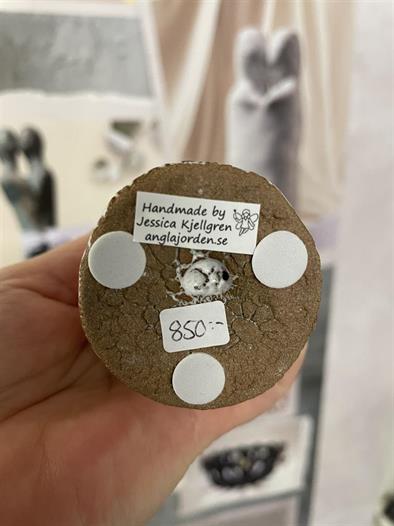 Handmade by
Jessica Kjellgren
anglajorden.se
850:-